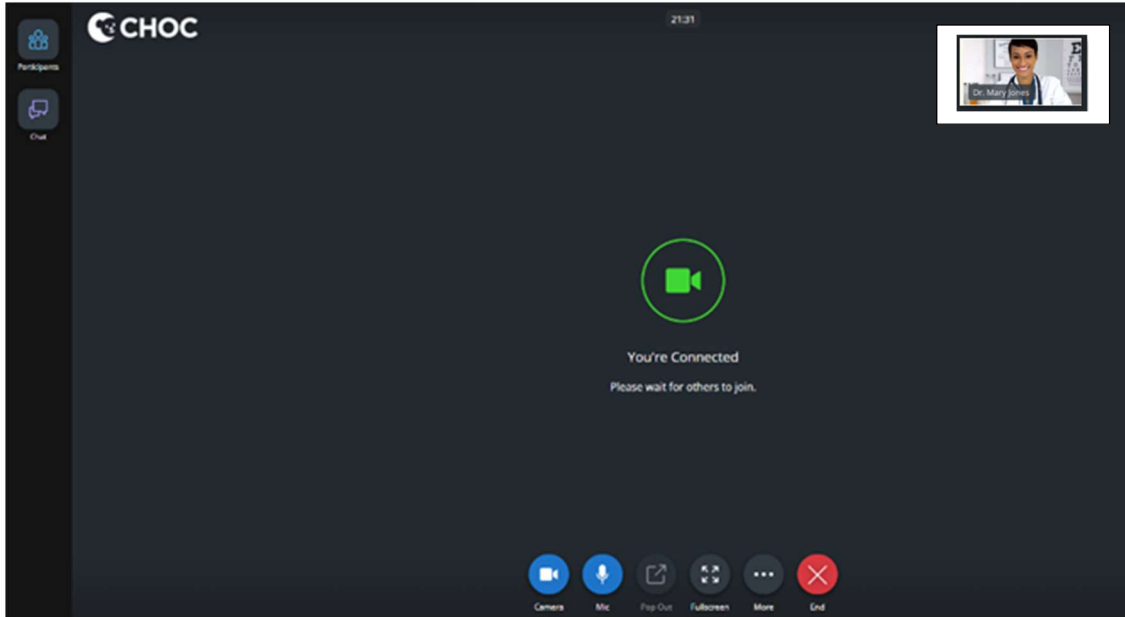 Participants
Chat
CHOC
21:31
Dr. Mary Jones
E
You're Connected
Please wait for others to join.
Camera
Mic
Pop Out
Fullscreen
More
End